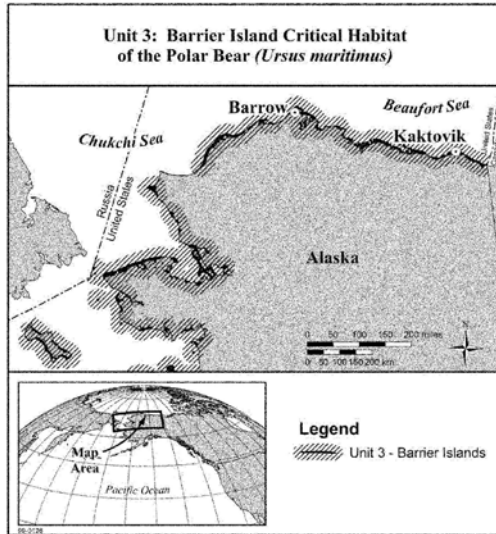 Unit 3: Barrier Island Critical Habitat
of the Polar Bear (Ursus maritimus)
Barrow
Beaufort Sea
Chukchi Sea
Kaktovik
United States
Russia
United States
Alaska
N
0 50 100 150 200 miles
0 50 100 150 200 km
Map
Area
Pacific Ocean
Legend
Unit 3 - Barrier Islands